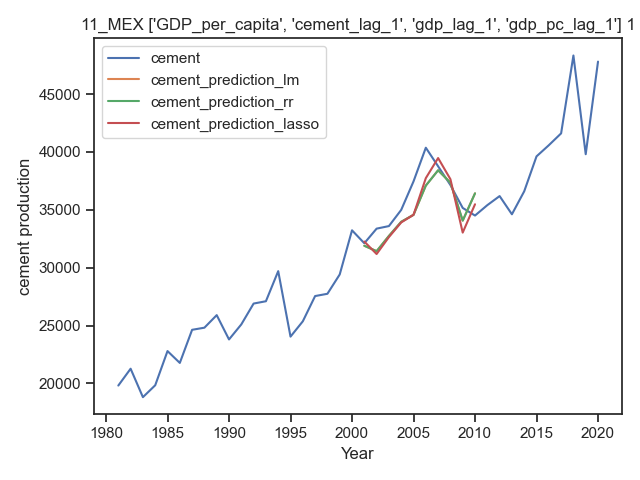 11_MEX ['GDP_per_capita', 'cement_lag_1', 'gdp_lag_1', 'gdp_pc_lag_1'] 1
cement
cement_prediction_lm
cement_prediction_rr
cement_prediction_lasso
45000
40000
35000
30000
25000
20000
cement production
1980 1985 1990 1995 2000 2005 2010 2015 2020
Year